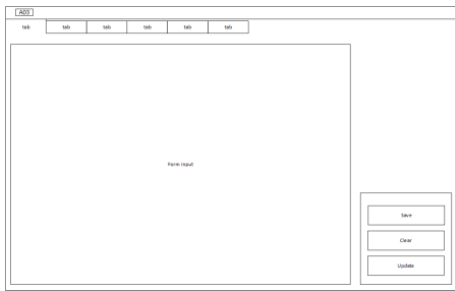 ADD
tab tab tab tab tab tab
Form Input
Save
Clear
Update